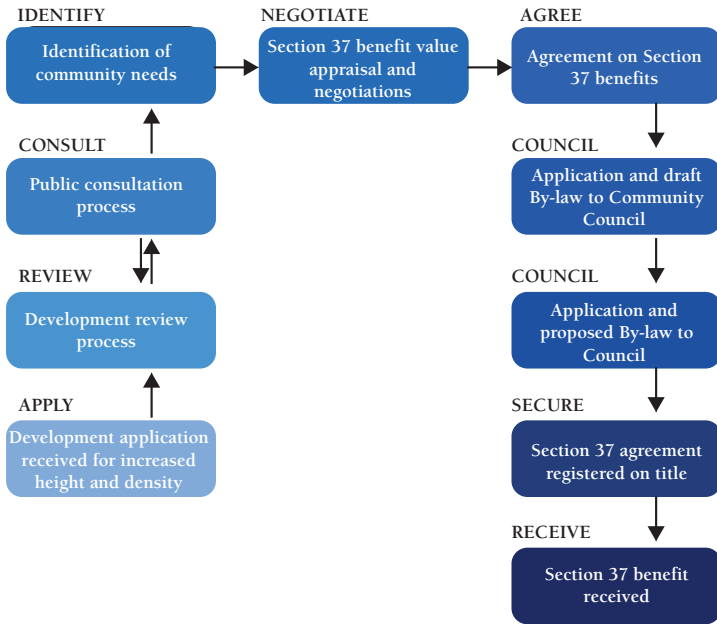 IDENTIFY
Identification of
community needs
NEGOTIATE
Section 37 benefit value
appraisal and
negotiations
AGREE
Agreement on Section
37 benefits
CONSULT
Public consultation
process
COUNCIL
Application and draft
By-law to Community
Council
REVIEW
Development review
process
COUNCIL
Application and
proposed By-law to
Council
APPLY
Development application
received for increased
height and density
SECURE
Section 37 agreement
registered on title
RECEIVE
Section 37 benefit
received